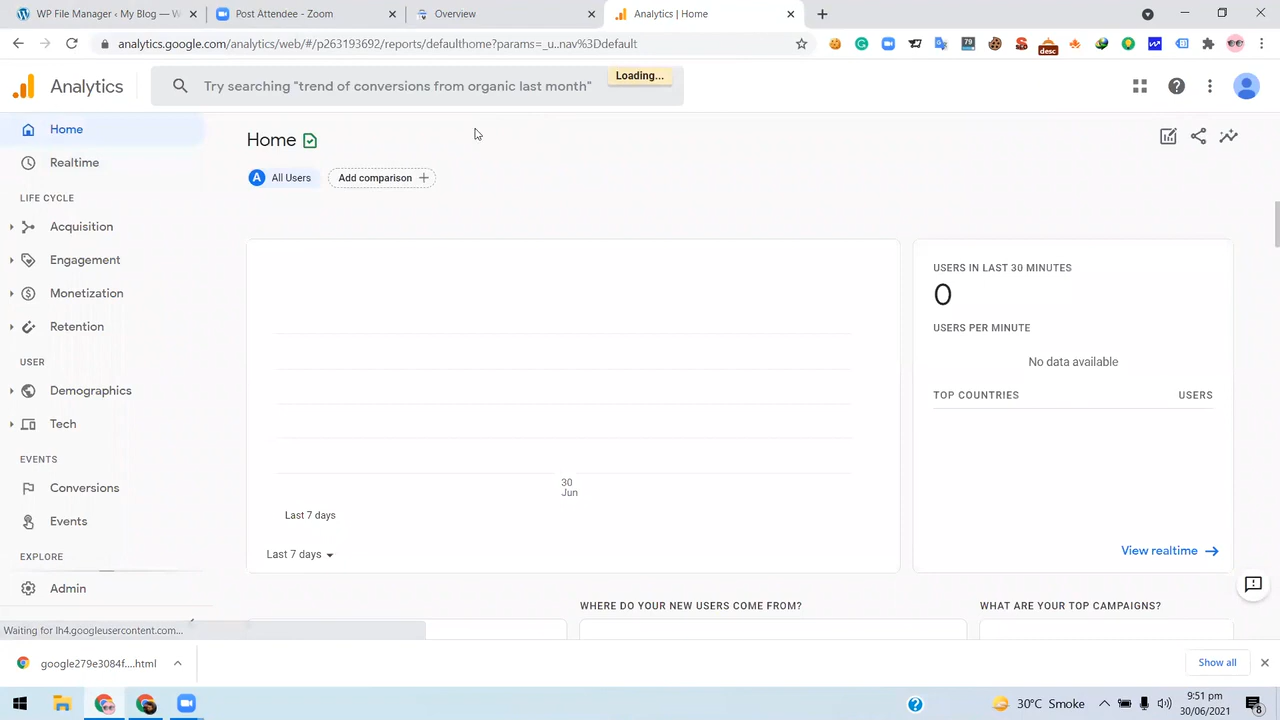 WP File Manager ‹ My Blog — W
Post Attendee - Zoom
Overview
Analytics | Home
analytics.google.com/analytics/web/#/p263151692/reports/defaulthome?params=_u..nav%3Ddefault
79
desc
Analytics
Try searching "trend of conversions from organic last month"
Loading...
Home
Realtime
LIFE CYCLE
Acquisition
Engagement
Monetization
Retention
USER
Demographics
Tech
EVENTS
Conversions
Events
EXPLORE
Admin
Home
A All Users
Add comparison
30
Jun
Last 7 days
Last 7 days
USERS IN LAST 30 MINUTES
0
USERS PER MINUTE
No data available
TOP COUNTRIES
USERS
View realtime
WHERE DO YOUR NEW USERS COME FROM?
WHAT ARE YOUR TOP CAMPAIGNS?
Waiting for lh4.googleusercontent.com...
google279e3084f....html
Show all
30°C Smoke
9:51 pm
30/06/2021
8